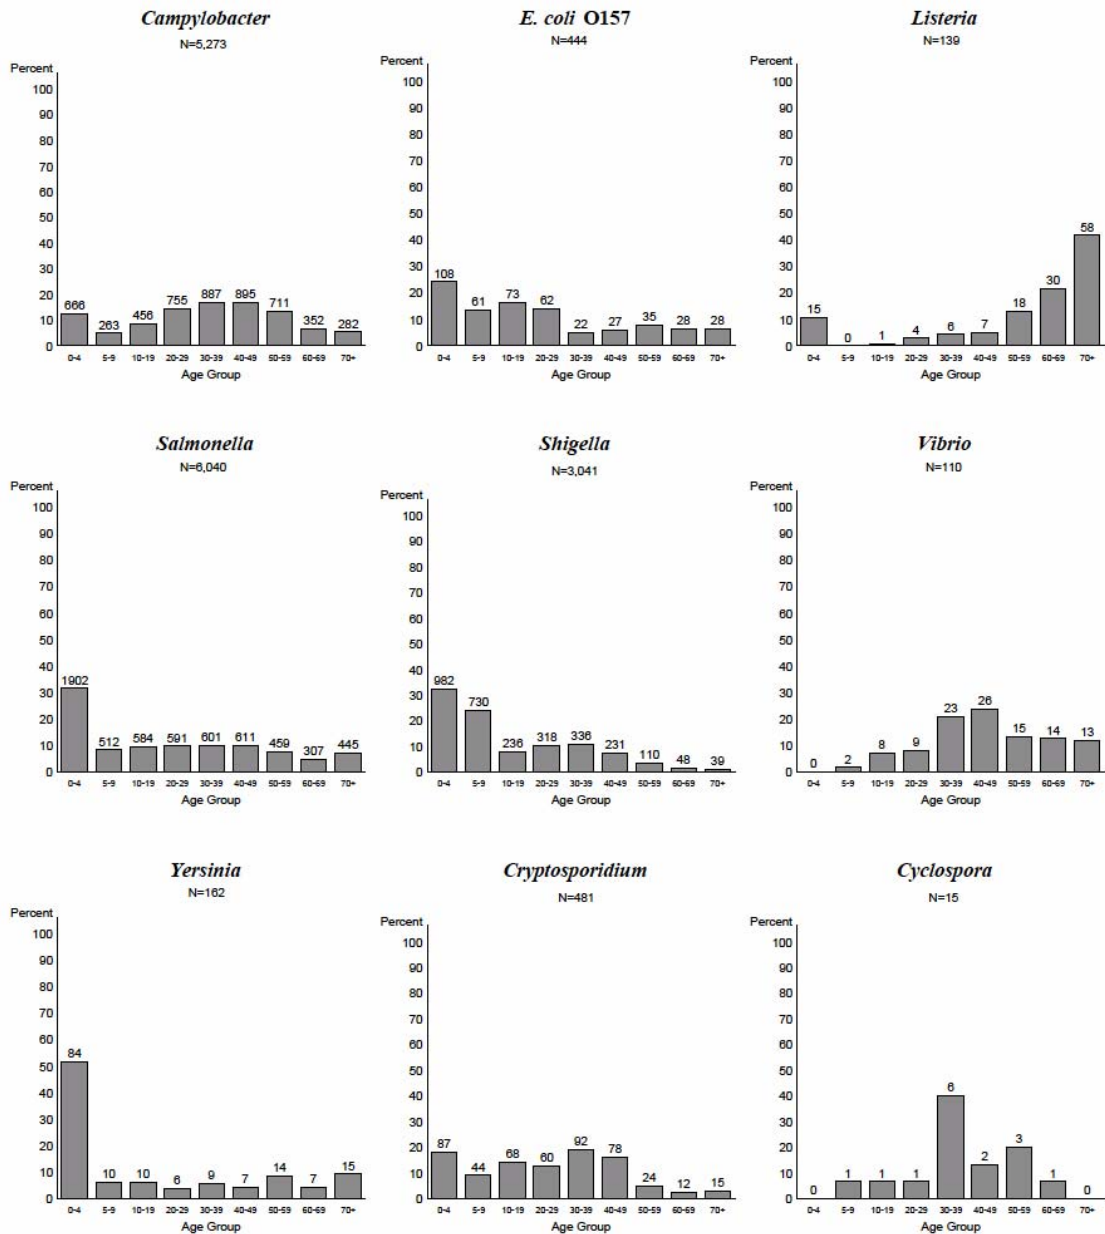 Campylobacter
N=5,273
Percent
100
90
80
70
60
50
40
30
20
10
0
666 263 456 755 887 895 711 352 282
0-4 5-9 10-19 20-29 30-39 40-49 50-59 60-69 70+
Age Group
E. coli O157
N=444
Percent
100
90
80
70
60
50
40
30
20
10
0
108 61 73 62 22 27 35 28 28
0-4 5-9 10-19 20-29 30-39 40-49 50-59 60-69 70+
Age Group
Listeria
N=139
Percent
100
90
80
70
60
50
40
30
20
10
0
15 0 1 4 6 7 18 30 58
0-4 5-9 10-19 20-29 30-39 40-49 50-59 60-69 70+
Age Group
Salmonella
N=6,040
Percent
100
90
80
70
60
50
40
30
20
10
0
1902 512 584 591 601 611 459 307 445
0-4 5-9 10-19 20-29 30-39 40-49 50-59 60-69 70+
Age Group
Shigella
N=3,041
Percent
100
90
80
70
60
50
40
30
20
10
0
982 730 236 318 336 231 110 48 39
0-4 5-9 10-19 20-29 30-39 40-49 50-59 60-69 70+
Age Group
Vibrio
N=110
Percent
100
90
80
70
60
50
40
30
20
10
0
0 2 8 9 23 26 15 14 13
0-4 5-9 10-19 20-29 30-39 40-49 50-59 60-69 70+
Age Group
Yersinia
N=162
Percent
100
90
80
70
60
50
40
30
20
10
0
84 10 10 6 9 7 14 7 15
0-4 5-9 10-19 20-29 30-39 40-49 50-59 60-69 70+
Age Group
Cryptosporidium
N=481
Percent
100
90
80
70
60
50
40
30
20
10
0
87 44 68 60 92 78 24 12 15
0-4 5-9 10-19 20-29 30-39 40-49 50-59 60-69 70+
Age Group
Cyclospora
N=15
Percent
100
90
80
70
60
50
40
30
20
10
0
0 1 1 1 6 2 3 1 0
0-4 5-9 10-19 20-29 30-39 40-49 50-59 60-69 70+
Age Group